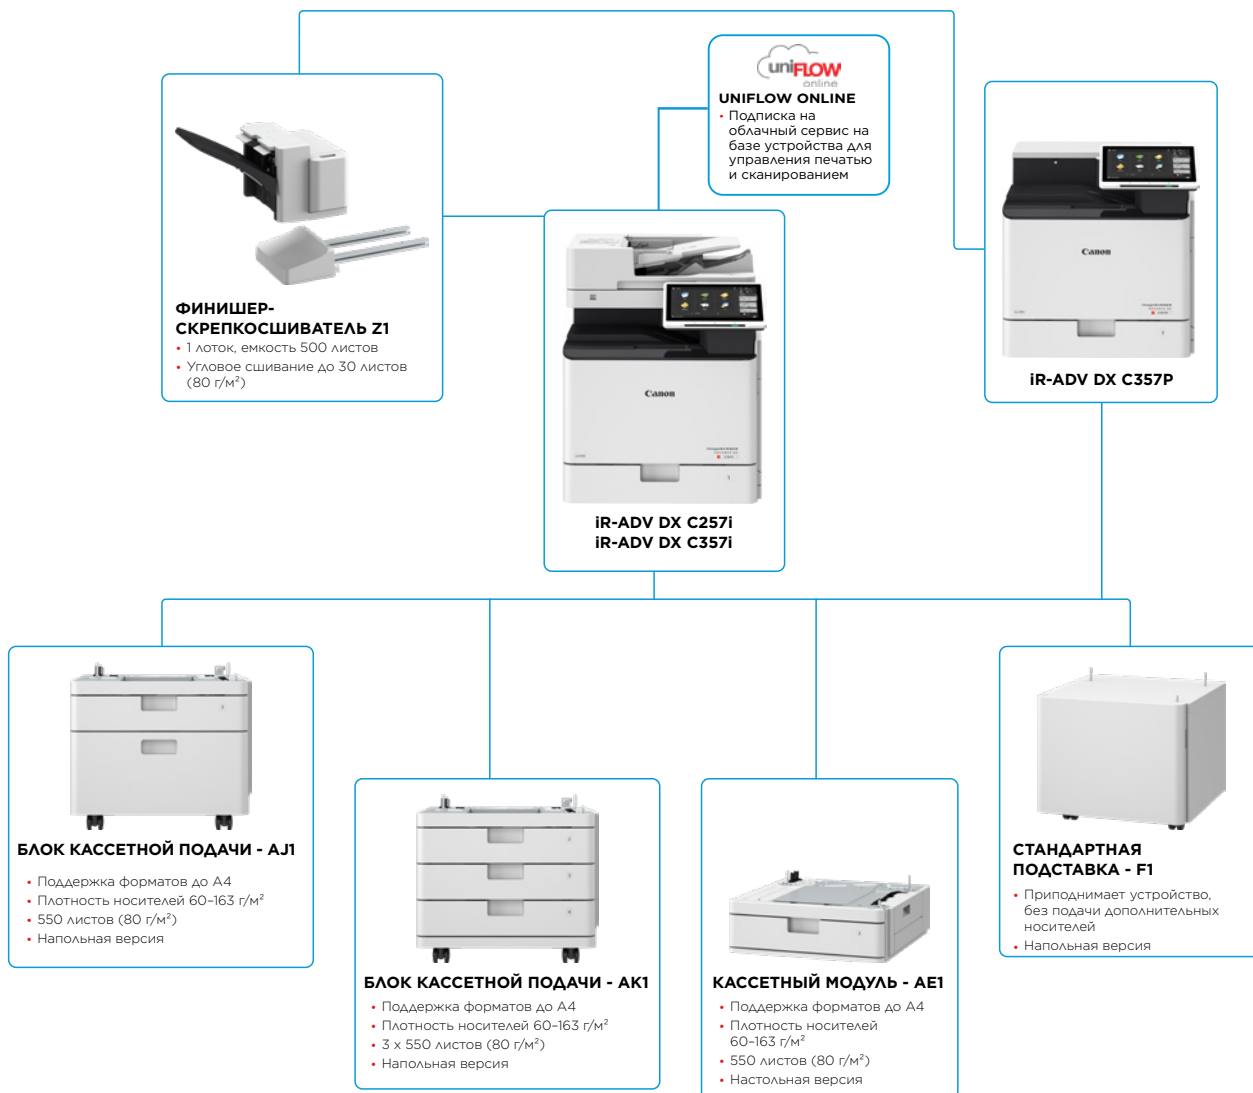 uniFLOW
online
UNIFLOW ONLINE
• Подписка на
облачный сервис на
базе устройства для
управления печатью
и сканированием
ФИНИШЕР-
СКРЕПКОСШИВАТЕЛЬ Z1
• 1 лоток, емкость 500 листов
• Угловое сшивание до 30 листов
(80 г/м²)
Canon
iR-ADV DX C257i
iR-ADV DX C357i
Canon
iR-ADV DX C357P
БЛОК КАССЕТНОЙ ПОДАЧИ - AJ1
• Поддержка форматов до A4
• Плотность носителей 60–163 г/м²
• 550 листов (80 г/м²)
• Напольная версия
БЛОК КАССЕТНОЙ ПОДАЧИ - AK1
• Поддержка форматов до A4
• Плотность носителей 60–163 г/м²
• 3 x 550 листов (80 г/м²)
• Напольная версия
КАССЕТНЫЙ МОДУЛЬ - AE1
• Поддержка форматов до A4
• Плотность носителей
60–163 г/м²
• 550 листов (80 г/м²)
• Настольная версия
СТАНДАРТНАЯ
ПОДСТАВКА - F1
• Приподнимает устройство,
без подачи дополнительных
носителей
• Напольная версия